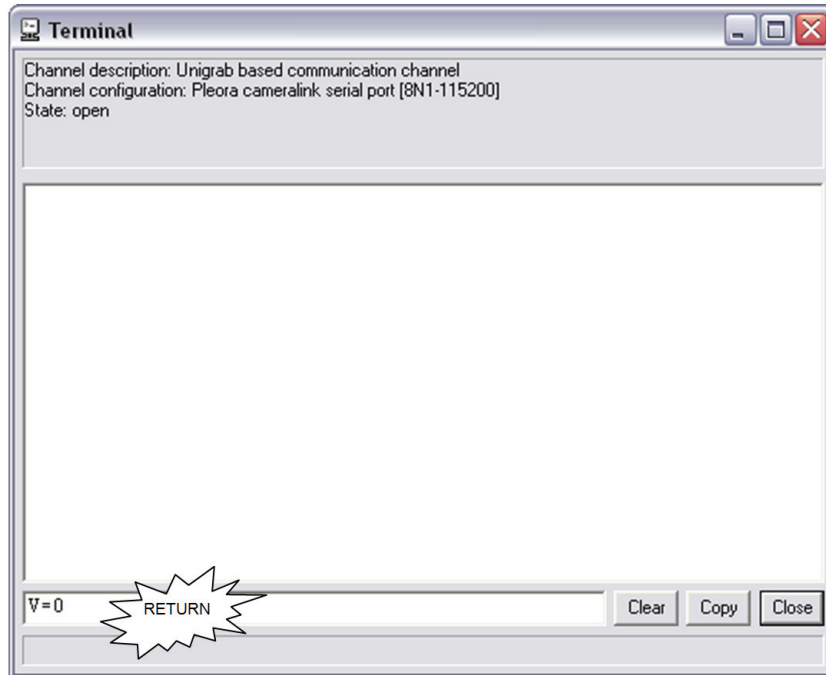 Terminal
Channel description: Unigrab based communication channel
Channel configuration: Pleora cameralink serial port [8N1-115200]
State: open
V=0 RETURN Clear Copy Close